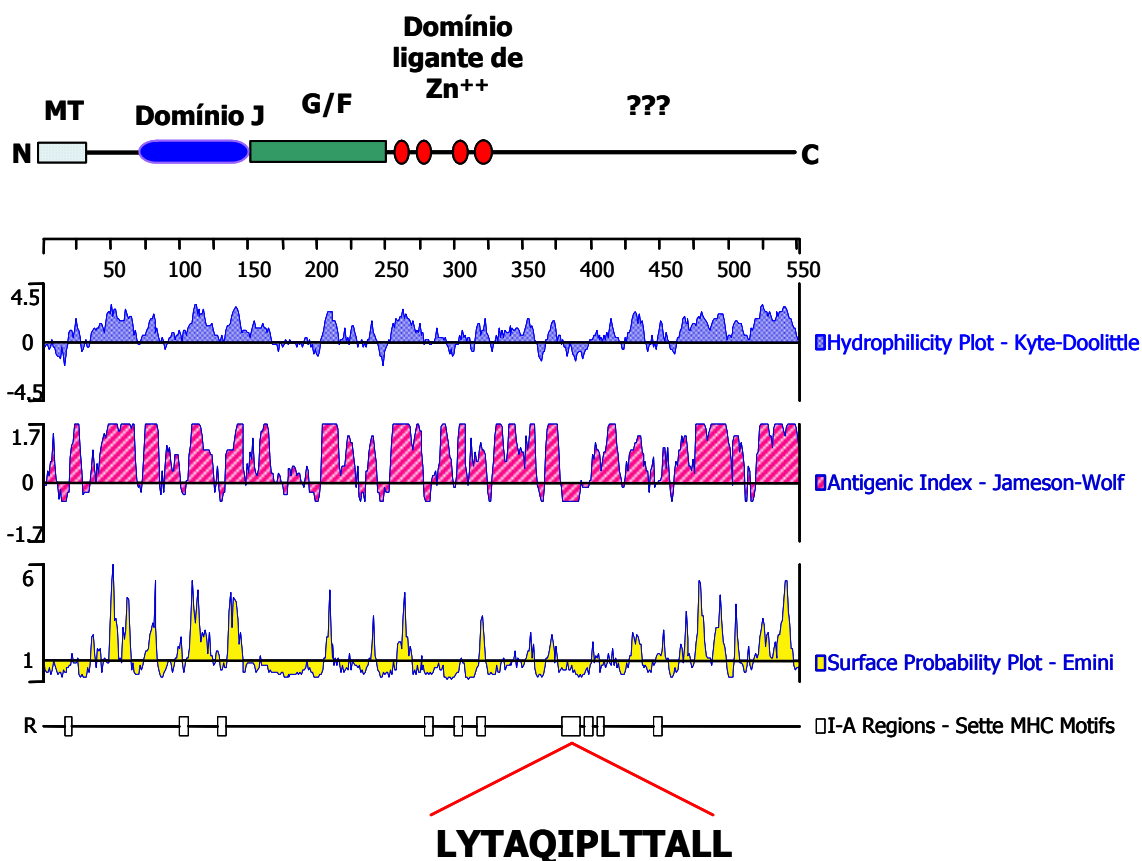 Domínio
ligante de
Zn++
MT
Domínio J
G/F
???
N
C
50 100 150 200 250 300 350 400 450 500 550
4.5
0
-4.5
Hydrophilicity Plot - Kyte-Doolittle
1.7
0
-1.7
Antigenic Index - Jameson-Wolf
6
1
Surface Probability Plot - Emini
R
I-A Regions - Sette MHC Motifs
LYTAQIPLTTALL